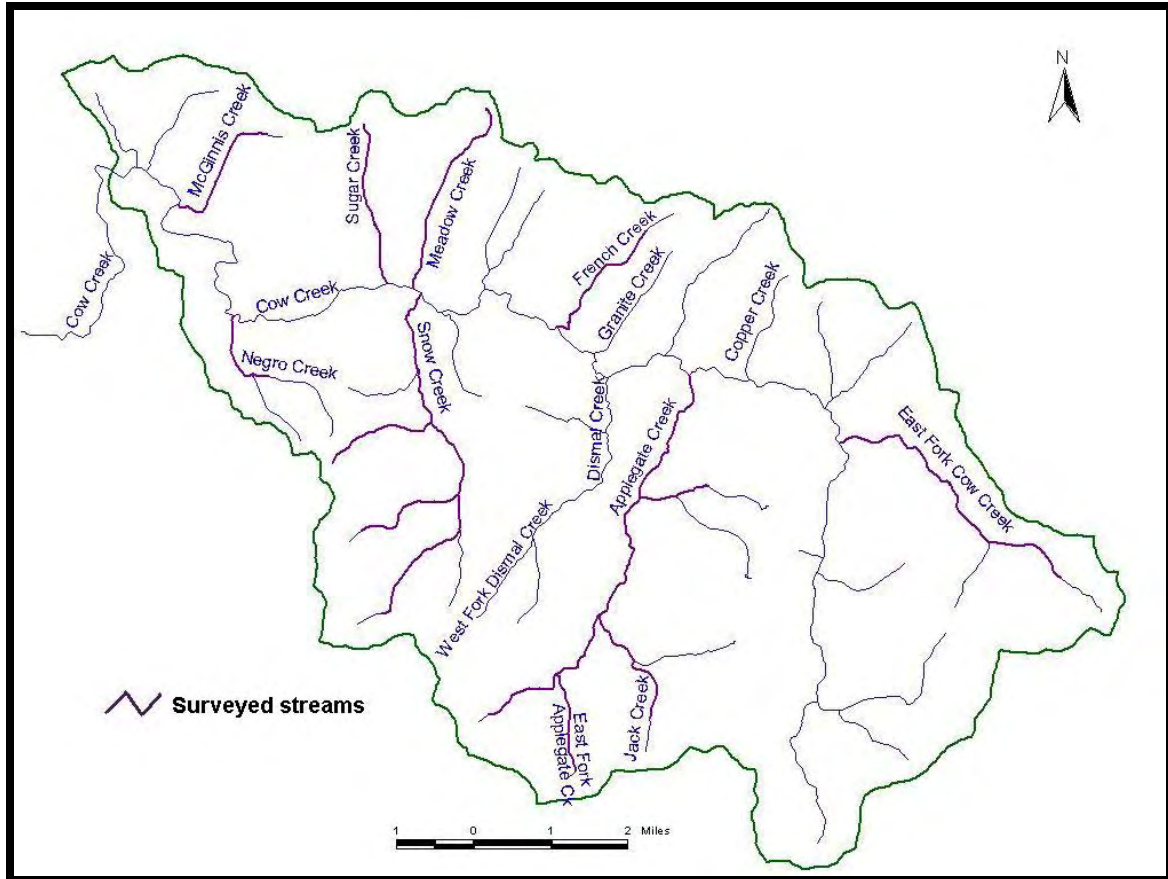 N
McGinnis Creek
Sugar Creek
Meadow Creek
French Creek
Granite Creek
Copper Creek
Cow Creek
Cow Creek
Negro Creek
Snow Creek
Dismal Creek
Applegate Creek
East Fork Cow Creek
West Fork Dismal Creek
Surveyed streams
East Fork
Applegate Ck
Jack Creek
1 0 1 2 Miles